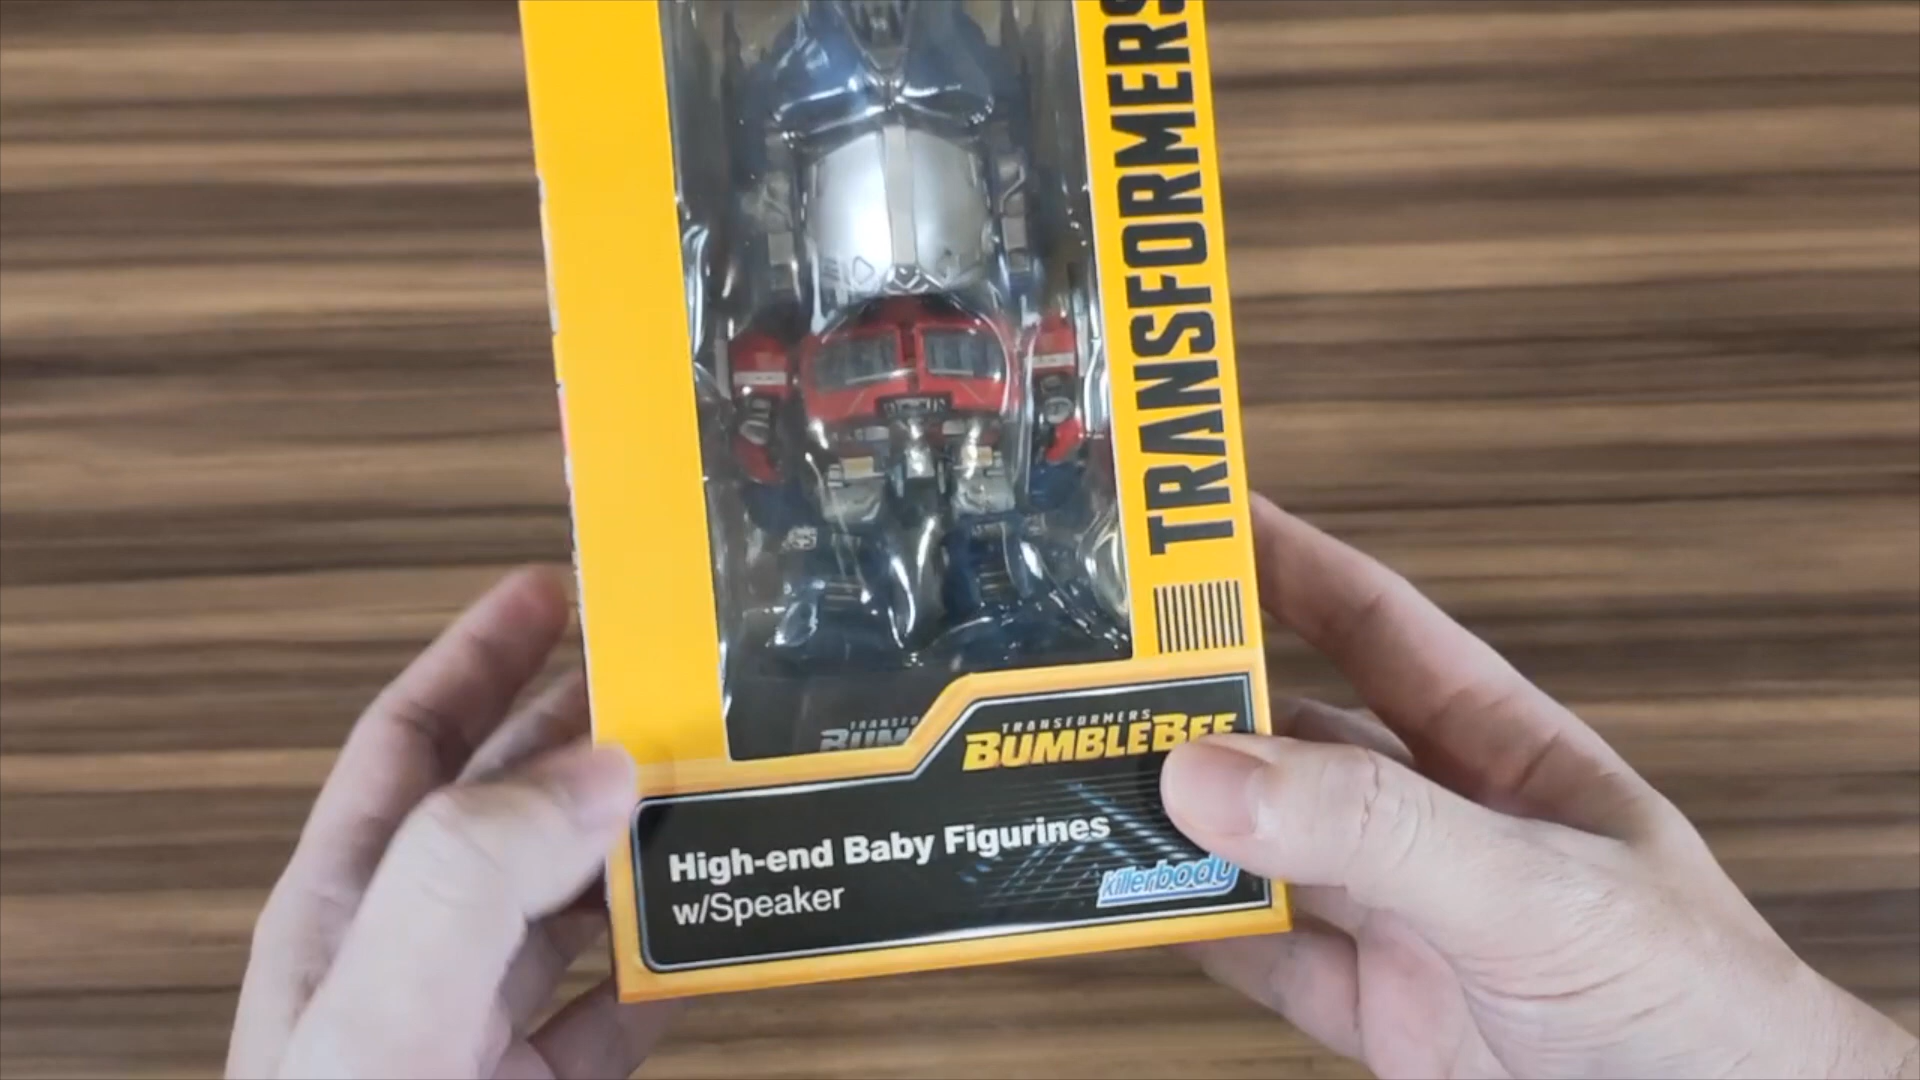 TRANSFORMERS
TRANSFORMERS
BUMBLEBEE
High-end Baby Figurines
w/Speaker
killerbody